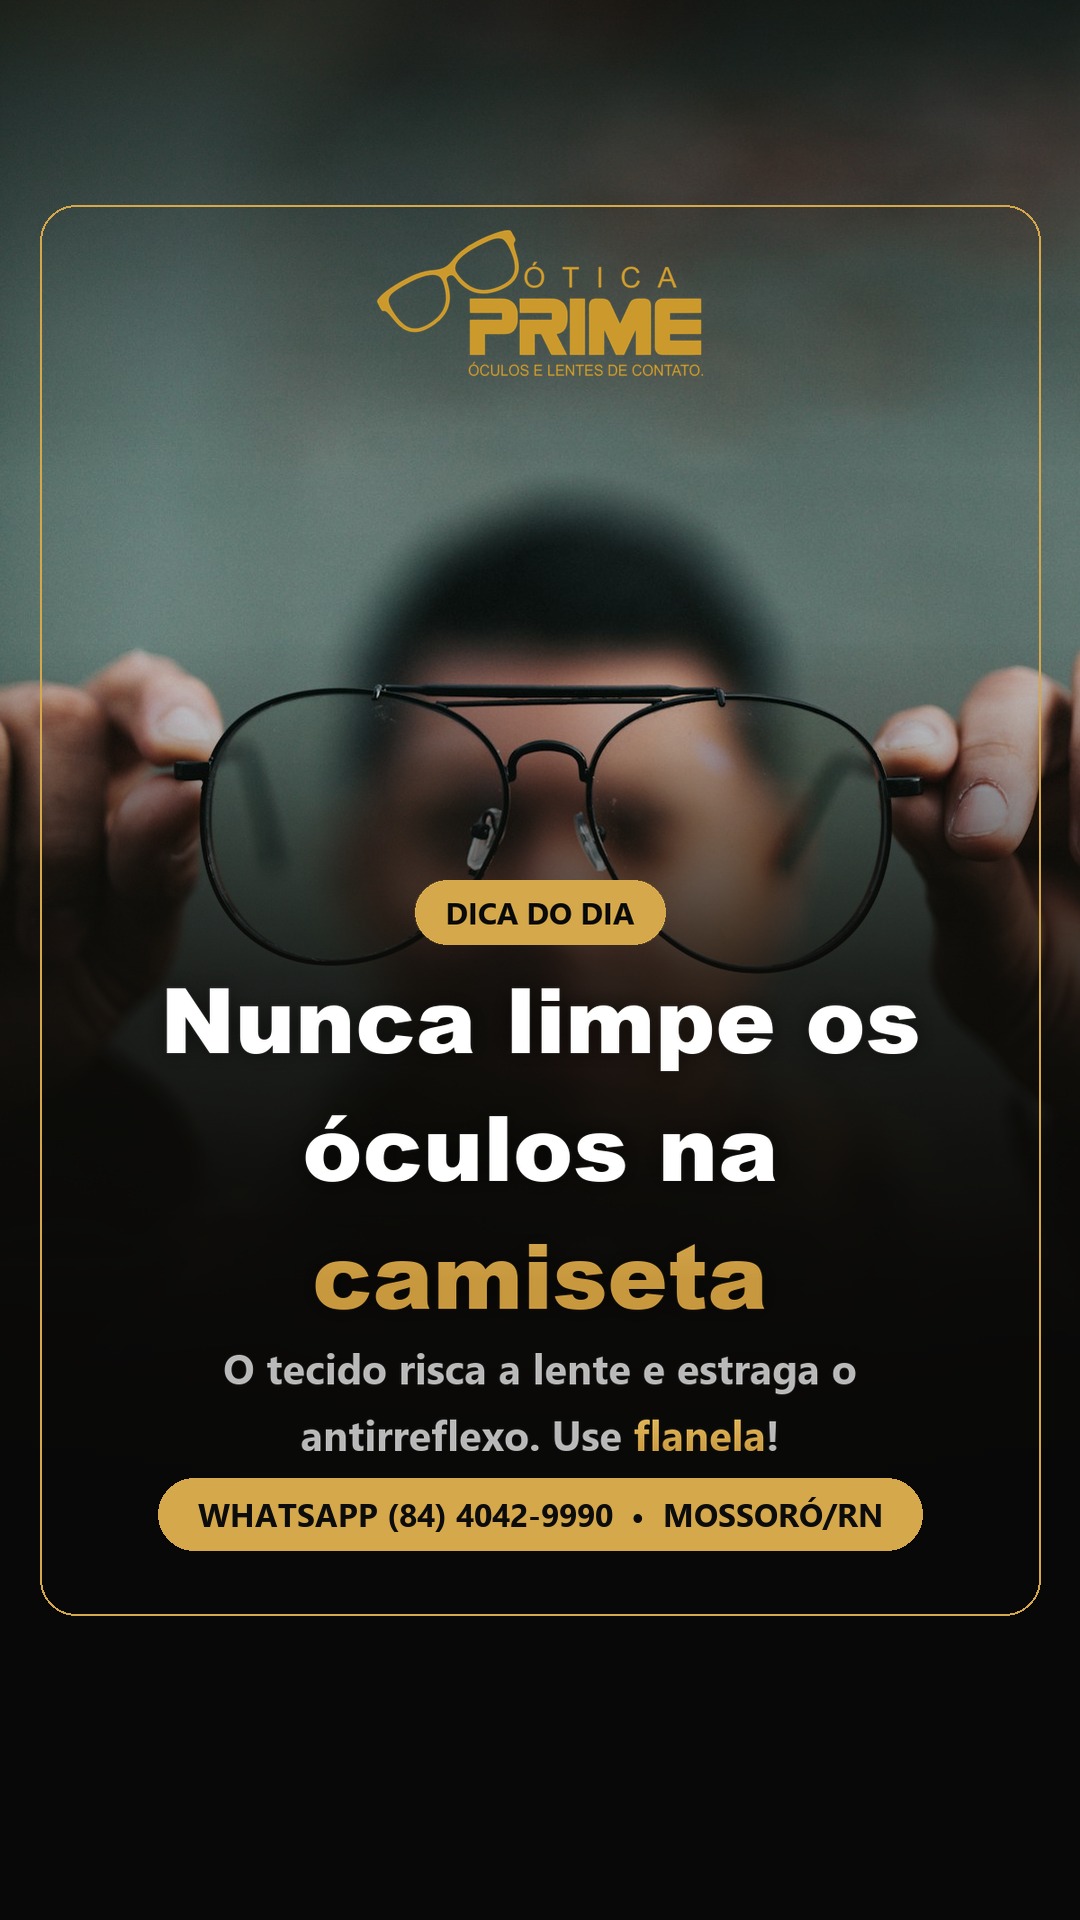 ÓTICA
PRIME
ÓCULOS E LENTES DE CONTATO.
DICA DO DIA
Nunca limpe os
óculos na
camiseta
O tecido risca a lente e estraga o
antirreflexo. Use flanela!
WHATSAPP (84) 4042-9990 • MOSSORÓ/RN